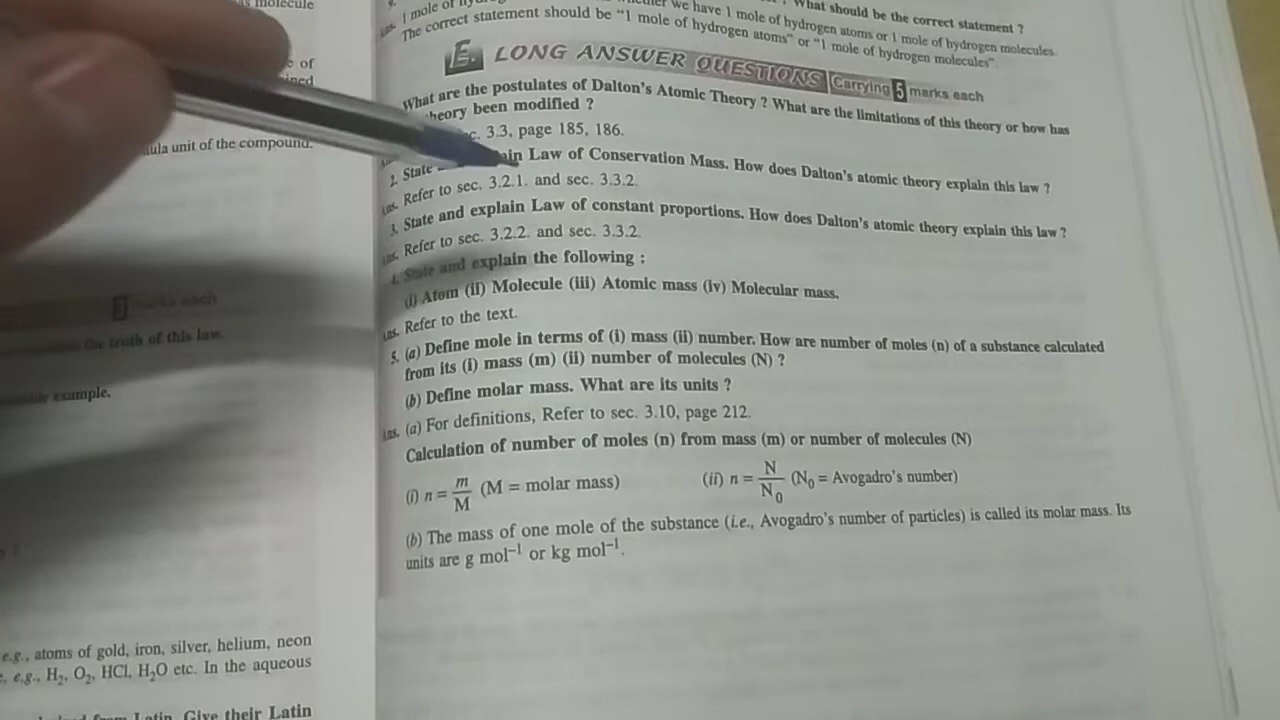 molecule
e of
ula unit of the compound.
the truth of this law.
example.
e.g., atoms of gold, iron, silver, helium, neon
e.g., H₂, O₂, HCl, H₂O etc. In the aqueous
from Latin. Give their Latin
What should be the correct statement ?
1 mole of we have 1 mole of hydrogen atoms or 1 mole of hydrogen molecules.
The correct statement should be “1 mole of hydrogen atoms” or “1 mole of hydrogen molecules”.
E. LONG ANSWER QUESTIONS Carrying 5 marks each
What are the postulates of Dalton’s Atomic Theory ? What are the limitations of this theory or how has
theory been modified ?
3.3, page 185, 186.
2. State Law of Conservation Mass. How does Dalton’s atomic theory explain this law ?
Ans. Refer to sec. 3.2.1. and sec. 3.3.2.
3. State and explain Law of constant proportions. How does Dalton’s atomic theory explain this law ?
Ans. Refer to sec. 3.2.2. and sec. 3.3.2.
4. State and explain the following :
(i) Atom (ii) Molecule (iii) Atomic mass (iv) Molecular mass.
Ans. Refer to the text.
5. (a) Define mole in terms of (i) mass (ii) number. How are number of moles (n) of a substance calculated
from its (i) mass (m) (ii) number of molecules (N) ?
(b) Define molar mass. What are its units ?
Ans. (a) For definitions, Refer to sec. 3.10, page 212.
Calculation of number of moles (n) from mass (m) or number of molecules (N)
(i) n = m/M (M = molar mass) (ii) n = N/N₀ (N₀ = Avogadro’s number)
(b) The mass of one mole of the substance (i.e., Avogadro’s number of particles) is called its molar mass. Its
units are g mol⁻¹ or kg mol⁻¹.